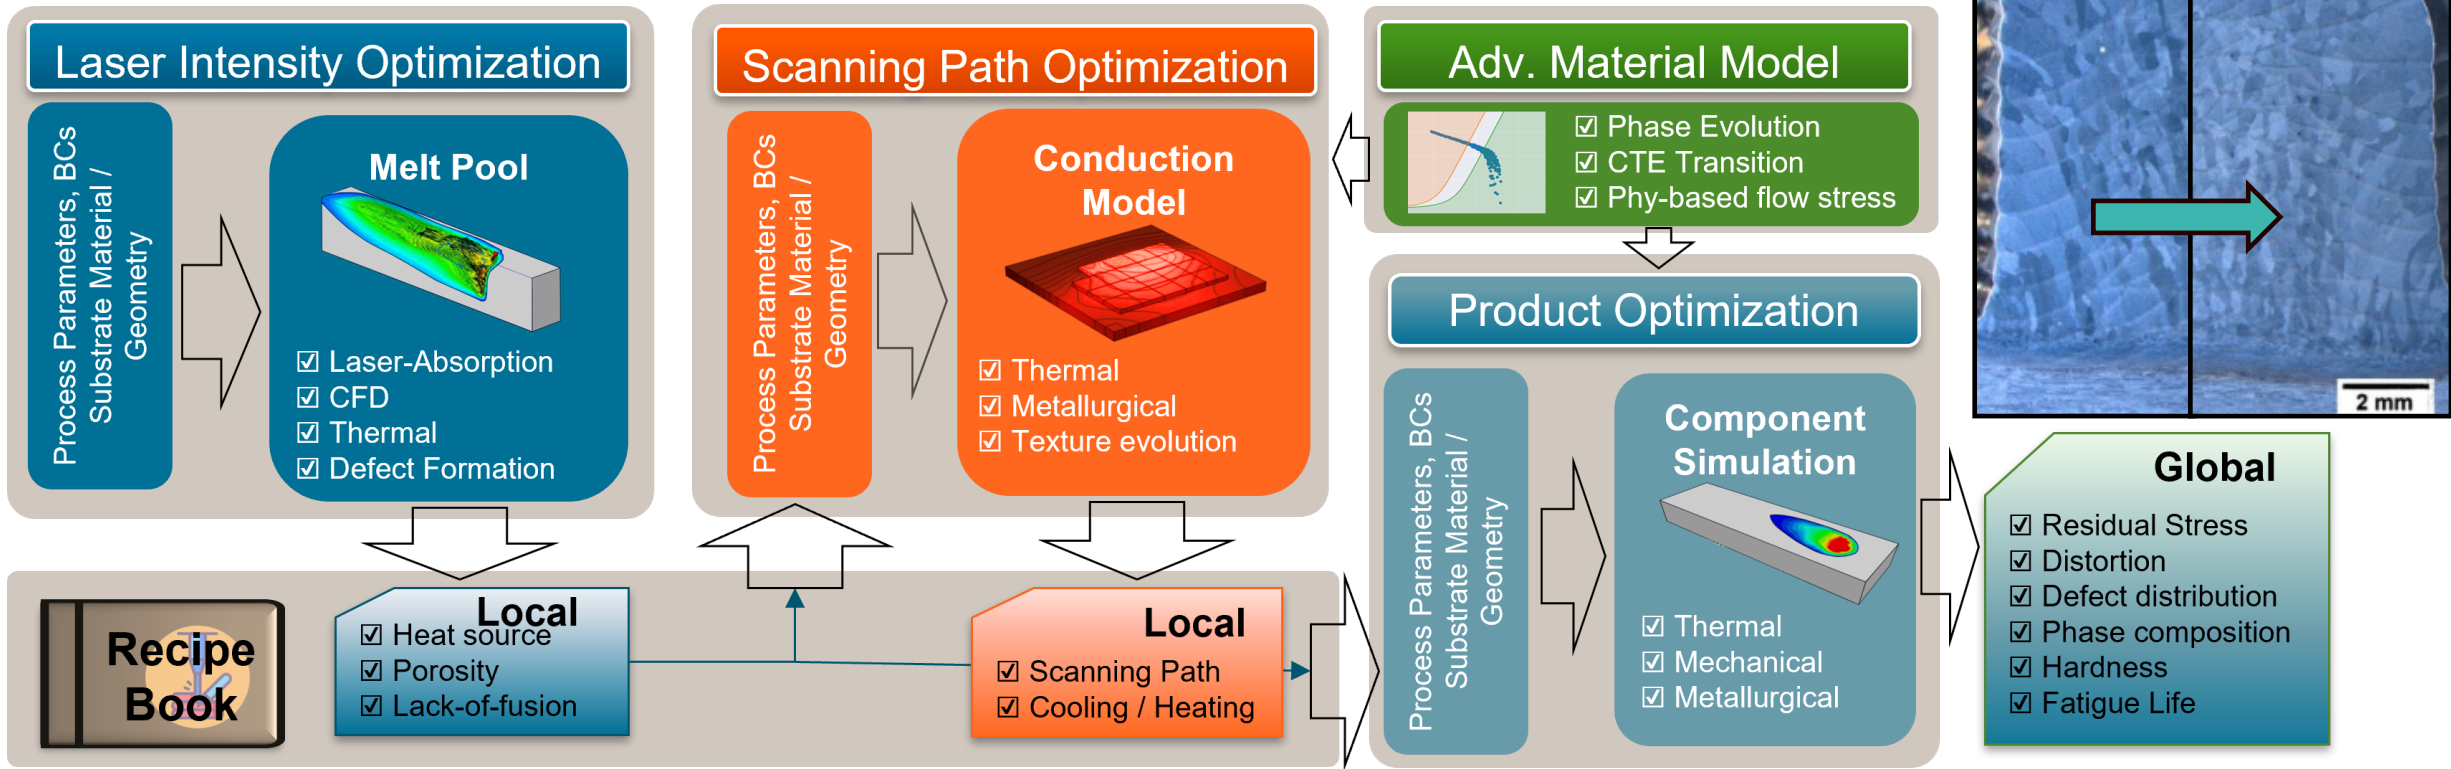 Laser Intensity Optimization
Process Parameters, BCs
Substrate Material /
Geometry
Melt Pool
☑ Laser-Absorption
☑ CFD
☑ Thermal
☑ Defect Formation
Scanning Path Optimization
Process Parameters, BCs
Substrate Material /
Geometry
Conduction
Model
☑ Thermal
☑ Metallurgical
☑ Texture evolution
Adv. Material Model
☑ Phase Evolution
☑ CTE Transition
☑ Phy-based flow stress
Product Optimization
Process Parameters, BCs
Substrate Material /
Geometry
Component
Simulation
☑ Thermal
☑ Mechanical
☑ Metallurgical
2 mm
Global
☑ Residual Stress
☑ Distortion
☑ Defect distribution
☑ Phase composition
☑ Hardness
☑ Fatigue Life
Recipe
Book
Local
☑ Heat source
☑ Porosity
☑ Lack-of-fusion
Local
☑ Scanning Path
☑ Cooling / Heating